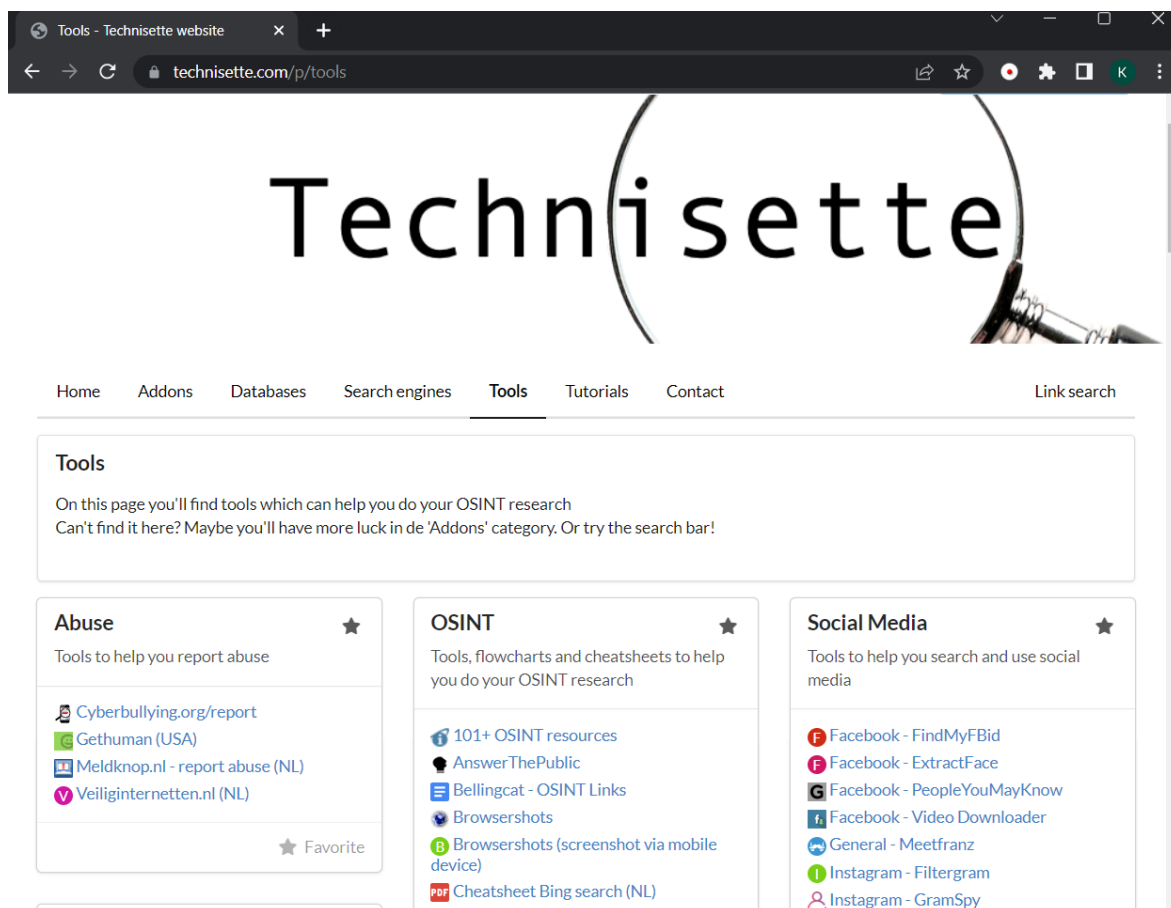 Tools - Technisette website
technisette.com/p/tools
K
Technisette
Home Addons Databases Search engines Tools Tutorials Contact Link search
Tools
On this page you'll find tools which can help you do your OSINT research
Can't find it here? Maybe you'll have more luck in de 'Addons' category. Or try the search bar!
Abuse
Tools to help you report abuse
Cyberbullying.org/report
Gethuman (USA)
Meldknop.nl - report abuse (NL)
V Veiliginternetten.nl (NL)
Favorite
OSINT
Tools, flowcharts and cheatsheets to help
you do your OSINT research
101+ OSINT resources
AnswerThePublic
Bellingcat - OSINT Links
Browsershots
B Browsershots (screenshot via mobile
device)
PDF Cheatsheet Bing search (NL)
Social Media
Tools to help you search and use social
media
F Facebook - FindMyFBid
F Facebook - ExtractFace
G Facebook - PeopleYouMayKnow
Facebook - Video Downloader
General - Meetfranz
I Instagram - Filtergram
Instagram - GramSpy